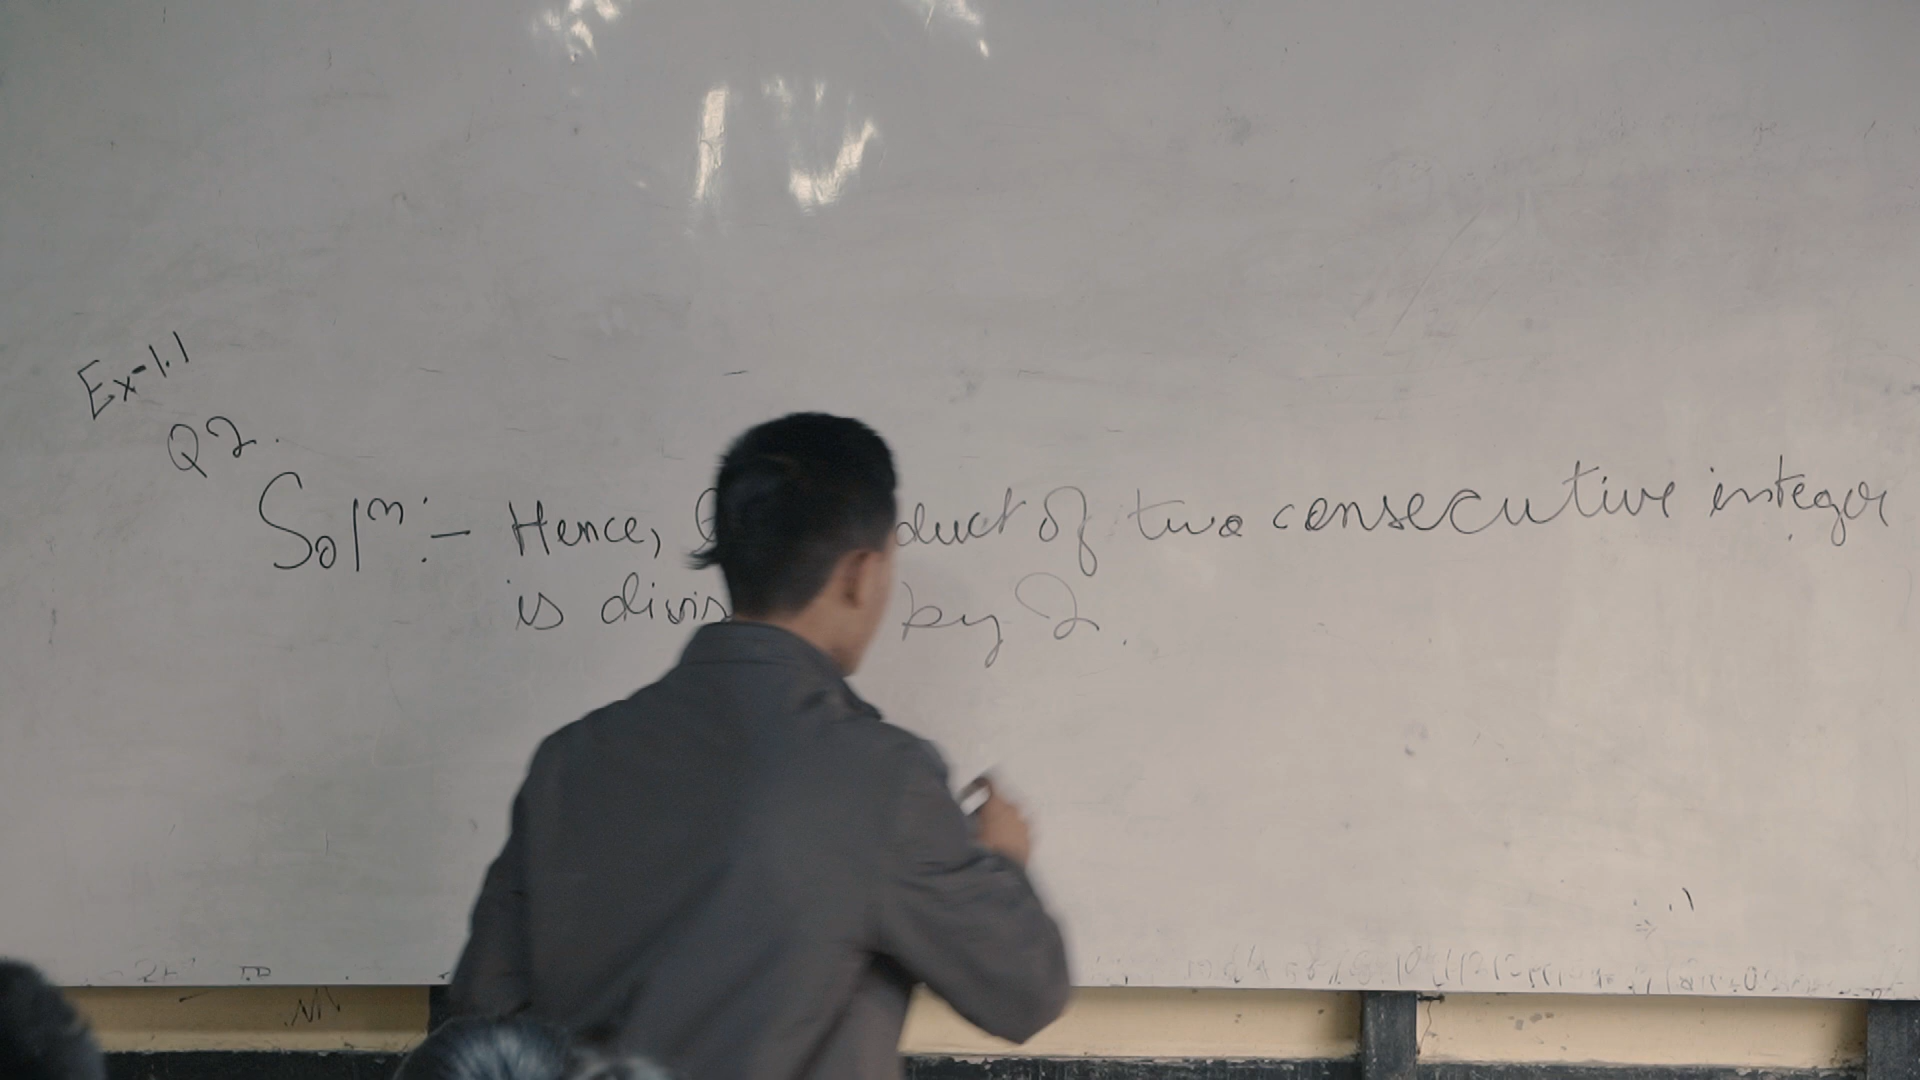 Ex-1.1
Q2.
Solⁿ:- Hence, duct of two consecutive integer
is divis by 2.